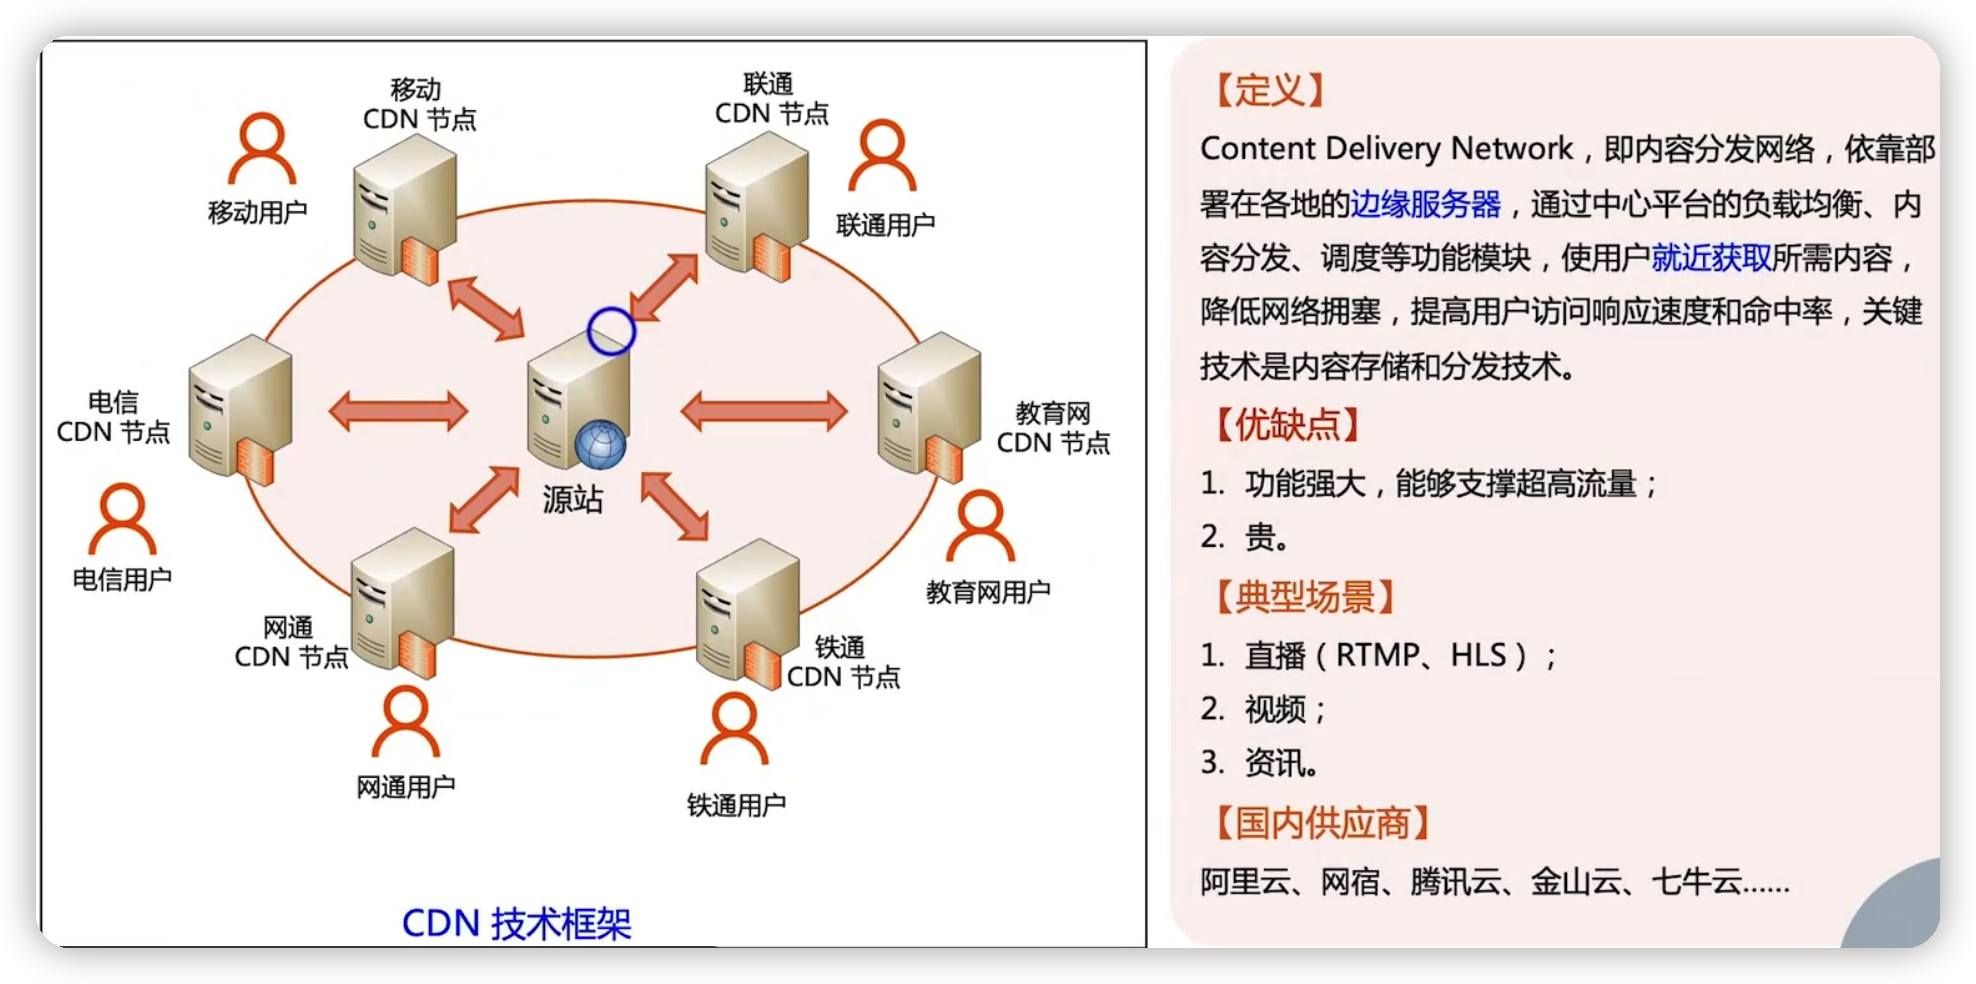 移动
CDN 节点
联通
CDN 节点
移动用户
联通用户
电信
CDN 节点
教育网
CDN 节点
源站
电信用户
教育网用户
网通
CDN 节点
铁通
CDN 节点
网通用户
铁通用户
CDN 技术框架
【定义】
Content Delivery Network，即内容分发网络，依靠部
署在各地的边缘服务器，通过中心平台的负载均衡、内
容分发、调度等功能模块，使用户就近获取所需内容，
降低网络拥塞，提高用户访问响应速度和命中率，关键
技术是内容存储和分发技术。
【优缺点】
1. 功能强大，能够支撑超高流量；
2. 贵。
【典型场景】
1. 直播（RTMP、HLS）；
2. 视频；
3. 资讯。
【国内供应商】
阿里云、网宿、腾讯云、金山云、七牛云......